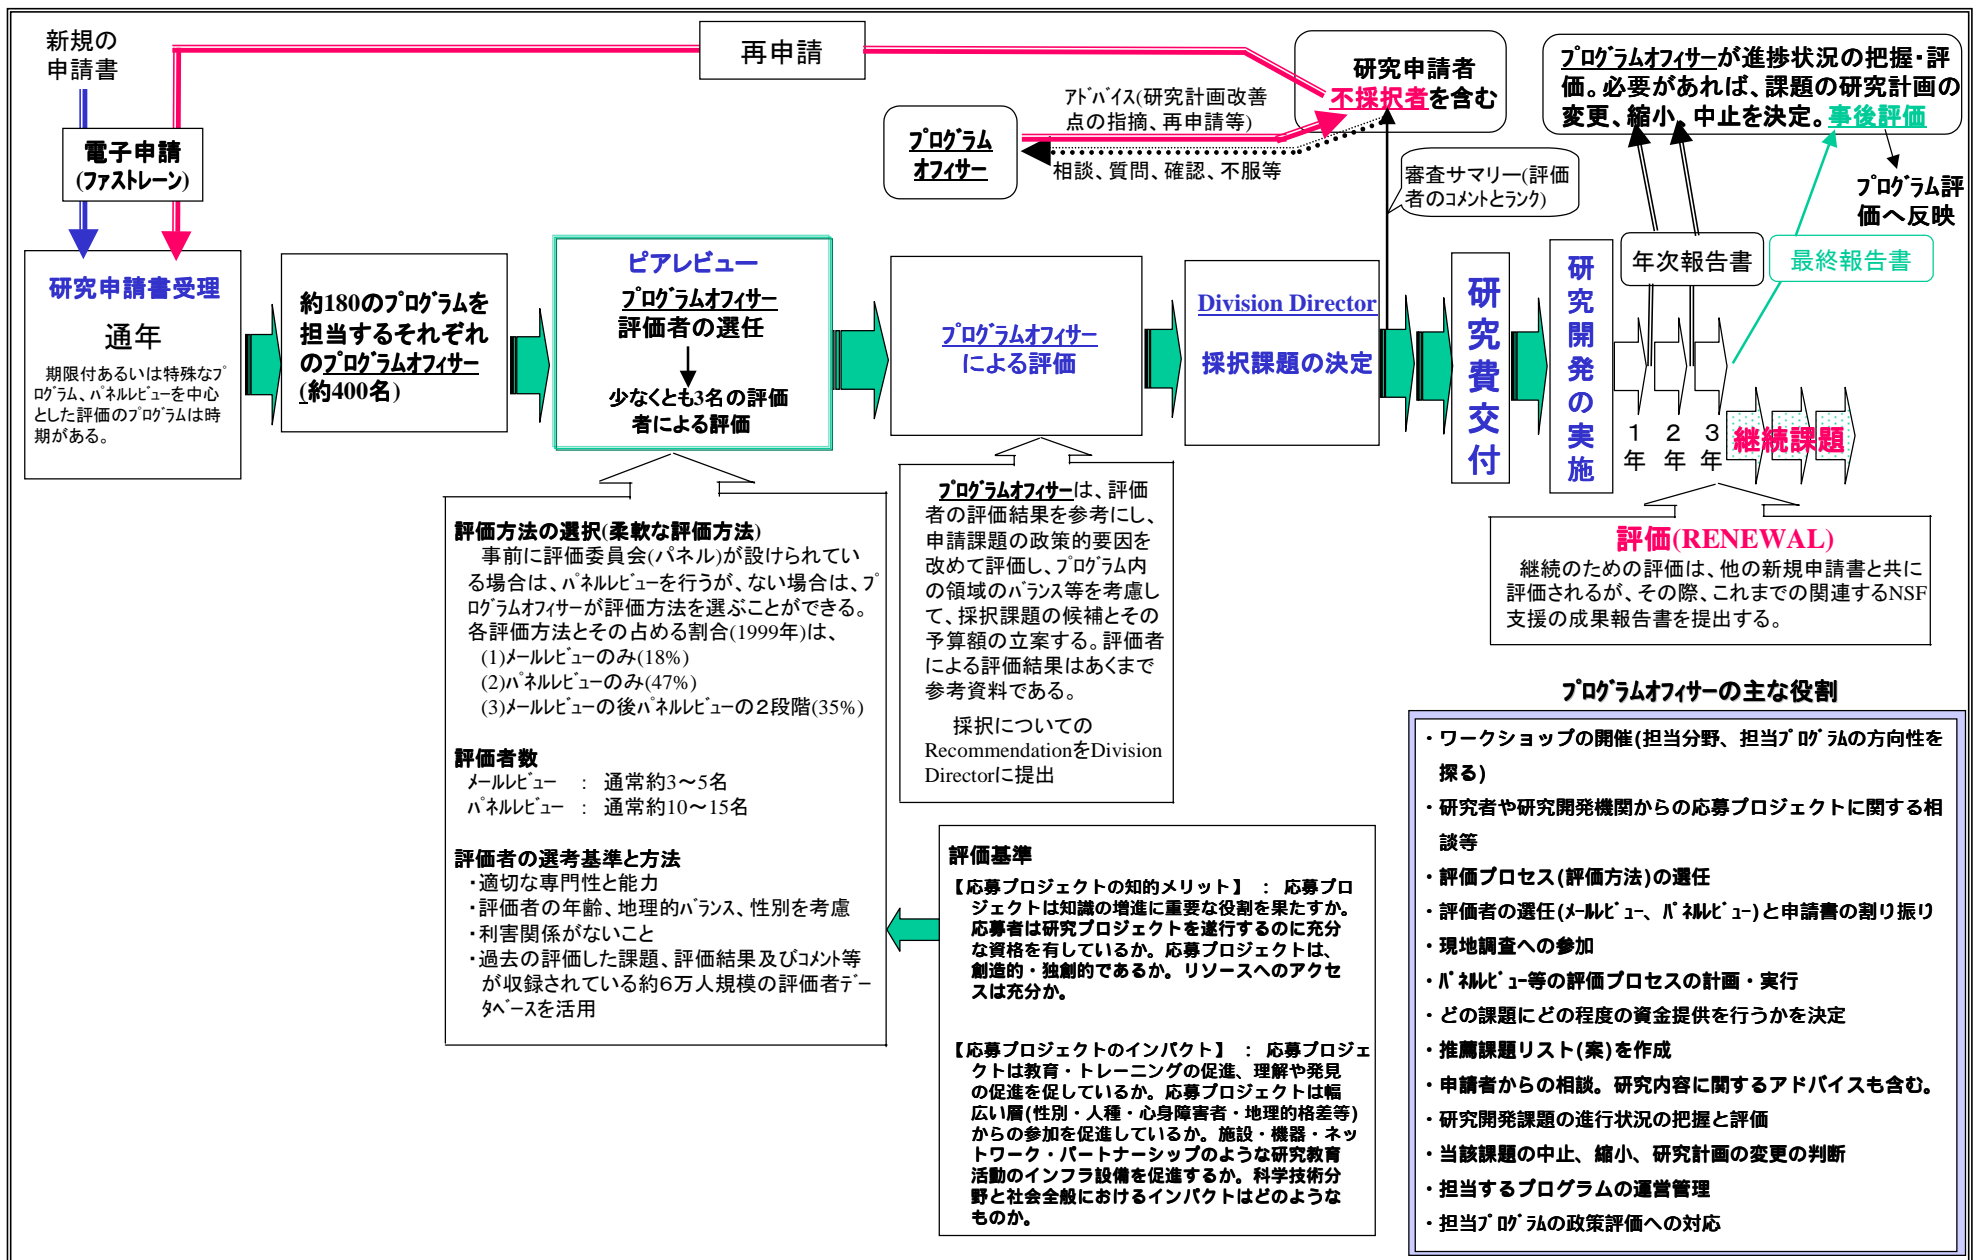 新規の
申請書
電子申請
(ファストレーン)
再申請
プログラム
オフィサー
アドバイス(研究計画改善
点の指摘、再申請等)
相談、質問、確認、不服等
研究申請者
不採択者を含む
審査サマリー(評価
者のコメントとランク)
プログラムオフィサーが進捗状況の把握・評
価。必要があれば、課題の研究計画の
変更、縮小、中止を決定。事後評価
プログラム評
価へ反映
研究申請書受理
通年
期限付あるいは特殊なプ
ログラム、パネルレビューを中心
とした評価のプログラムは時
期がある。
約180のプログラムを
担当するそれぞれ
のプログラムオフィサー
(約400名)
ピアレビュー
プログラムオフィサー
評価者の選任
少なくとも3名の評価
者による評価
プログラムオフィサー
による評価
Division Director
採択課題の決定
研究費交付
研究開発の実施
年次報告書
最終報告書
1年
2年
3年
継続課題
評価方法の選択(柔軟な評価方法)
事前に評価委員会(パネル)が設けられてい
る場合は、パネルレビューを行うが、ない場合は、プ
ログラムオフィサーが評価方法を選ぶことができる。
各評価方法とその占める割合(1999年)は、
(1)メールレビューのみ(18%)
(2)パネルレビューのみ(47%)
(3)メールレビューの後パネルレビューの2段階(35%)
評価者数
メールレビュー : 通常約3~5名
パネルレビュー : 通常約10~15名
評価者の選考基準と方法
・適切な専門性と能力
・評価者の年齢、地理的バランス、性別を考慮
・利害関係がないこと
・過去の評価した課題、評価結果及びコメント等
が収録されている約6万人規模の評価者デー
タベースを活用
プログラムオフィサーは、評価
者の評価結果を参考にし、
申請課題の政策的要因を
改めて評価し、プログラム内
の領域のバランス等を考慮し
て、採択課題の候補とその
予算額の立案する。評価者
による評価結果はあくまで
参考資料である。
採択についての
RecommendationをDivision
Directorに提出
評価基準
【応募プロジェクトの知的メリット】 : 応募プロ
ジェクトは知識の増進に重要な役割を果たすか。
応募者は研究プロジェクトを遂行するのに充分
な資格を有しているか。応募プロジェクトは、
創造的・独創的であるか。リソースへのアクセ
スは充分か。
【応募プロジェクトのインパクト】 : 応募プロジェ
クトは教育・トレーニングの促進、理解や発見
の促進を促しているか。応募プロジェクトは幅
広い層(性別・人種・心身障害者・地理的格差等)
からの参加を促進しているか。施設・機器・ネッ
トワーク・パートナーシップのような研究教育
活動のインフラ設備を促進するか。科学技術分
野と社会全般におけるインパクトはどのような
ものか。
評価(RENEWAL)
継続のための評価は、他の新規申請書と共に
評価されるが、その際、これまでの関連するNSF
支援の成果報告書を提出する。
プログラムオフィサーの主な役割
・ワークショップの開催(担当分野、担当プログラムの方向性を
探る)
・研究者や研究開発機関からの応募プロジェクトに関する相
談等
・評価プロセス(評価方法)の選任
・評価者の選任(メールレビュー、パネルレビュー)と申請書の割り振り
・現地調査への参加
・パネルレビュー等の評価プロセスの計画・実行
・どの課題にどの程度の資金提供を行うかを決定
・推薦課題リスト(案)を作成
・申請者からの相談。研究内容に関するアドバイスも含む。
・研究開発課題の進行状況の把握と評価
・当該課題の中止、縮小、研究計画の変更の判断
・担当するプログラムの運営管理
・担当プログラムの政策評価への対応